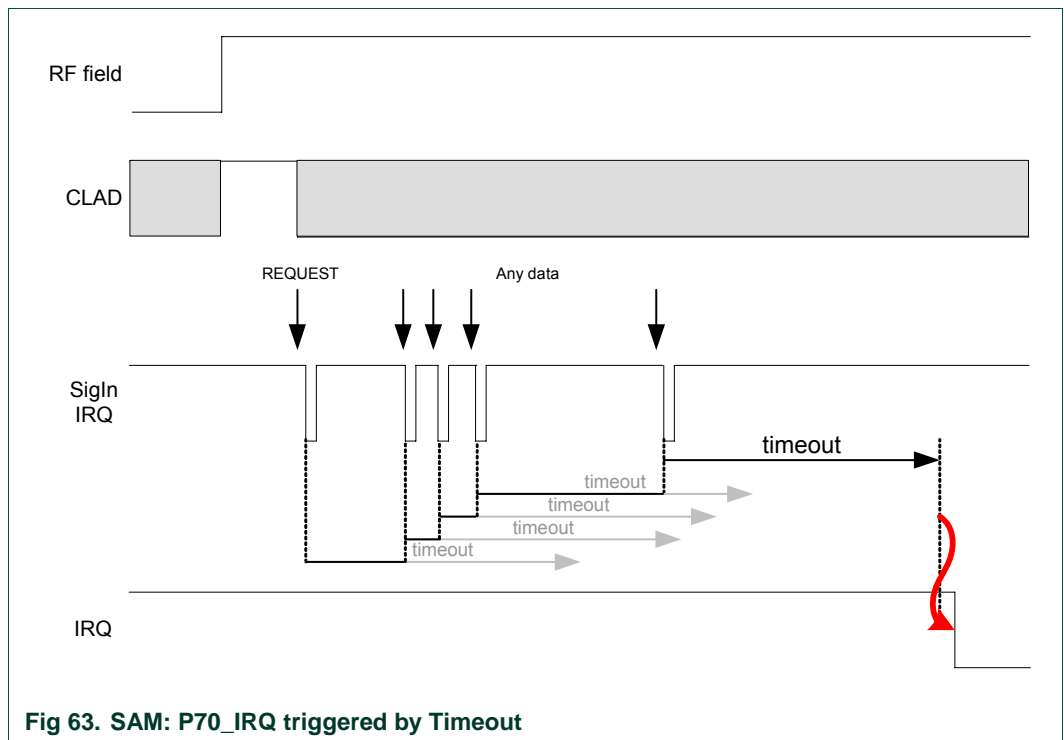 RF field
CLAD
REQUEST
Any data
SigIn
IRQ
timeout
timeout
timeout
timeout
timeout
IRQ
Fig 63. SAM: P70_IRQ triggered by Timeout